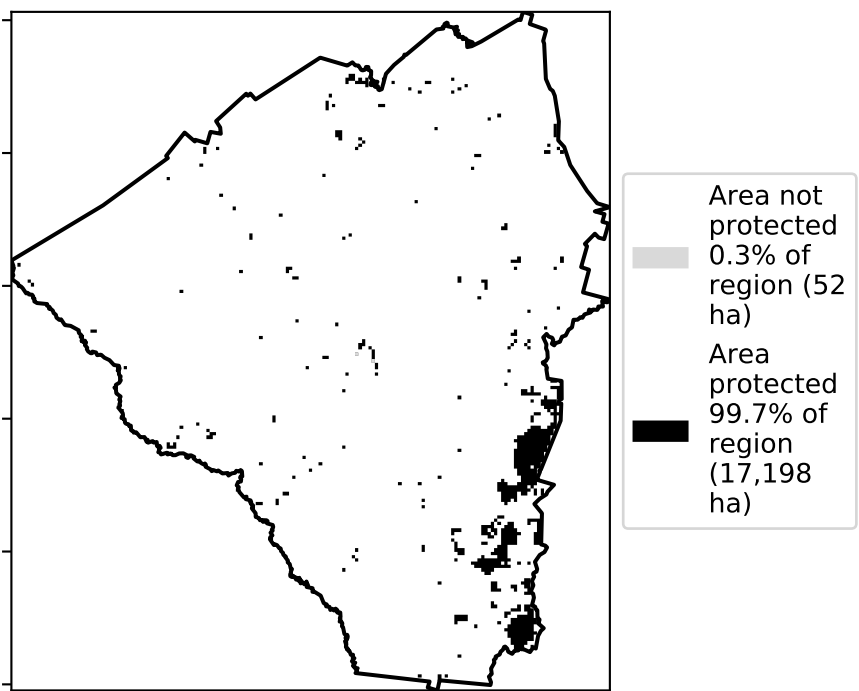 Area not
protected
0.3% of
region (52
ha)
Area
protected
99.7% of
region
(17,198
ha)